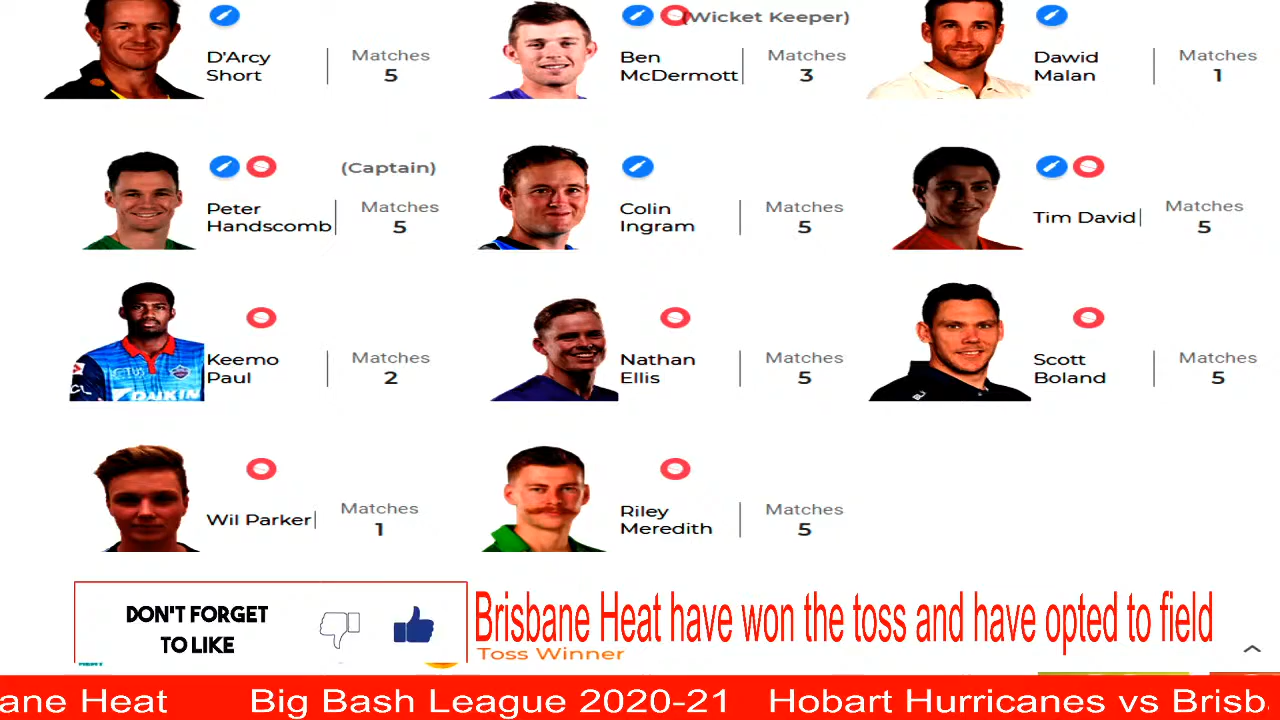 (Wicket Keeper)
D'Arcy
Short
Matches
5
Ben
McDermott
Matches
3
Dawid
Malan
Matches
1
(Captain)
Peter
Handscomb
Matches
5
Colin
Ingram
Matches
5
Tim David
Matches
5
Keemo
Paul
Matches
2
Nathan
Ellis
Matches
5
Scott
Boland
Matches
5
Wil Parker
Matches
1
Riley
Meredith
Matches
5
DON'T FORGET
TO LIKE
Brisbane Heat have won the toss and have opted to field
Toss Winner
ane Heat Big Bash League 2020-21 Hobart Hurricanes vs Brisb